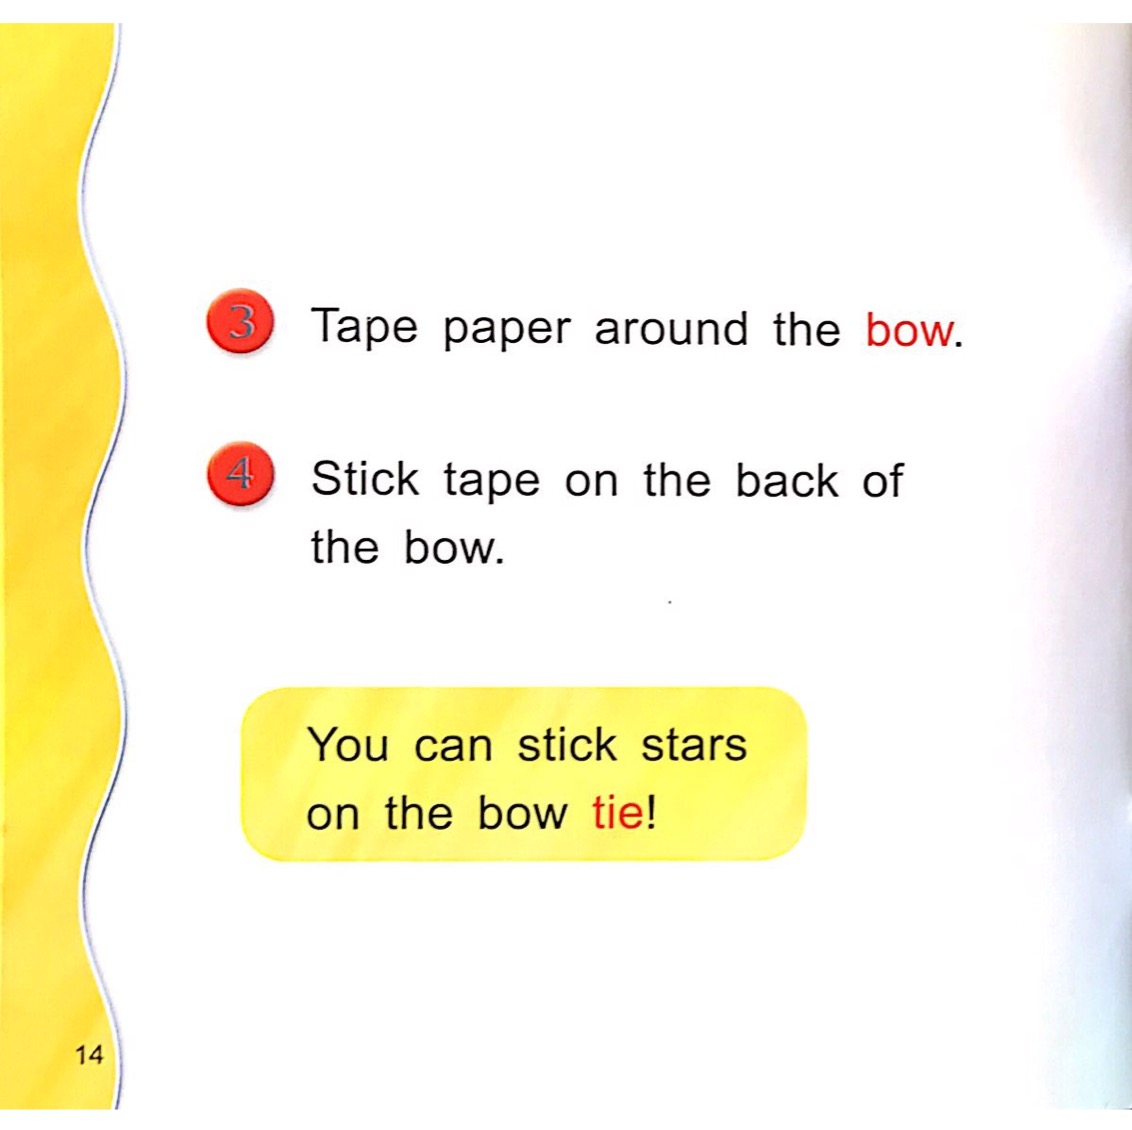 3 Tape paper around the bow.
4 Stick tape on the back of
the bow.
You can stick stars
on the bow tie!
14